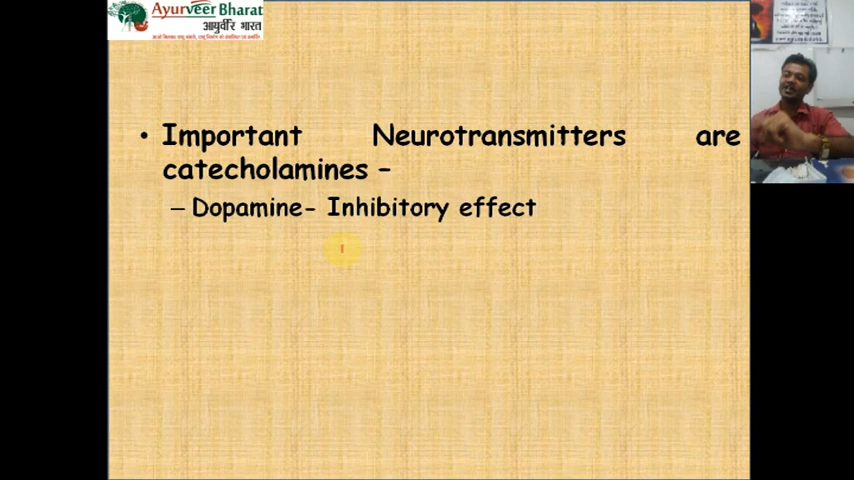 Ayurveer Bharat
आयुर्वीर भारत
• Important Neurotransmitters are
catecholamines –
– Dopamine- Inhibitory effect